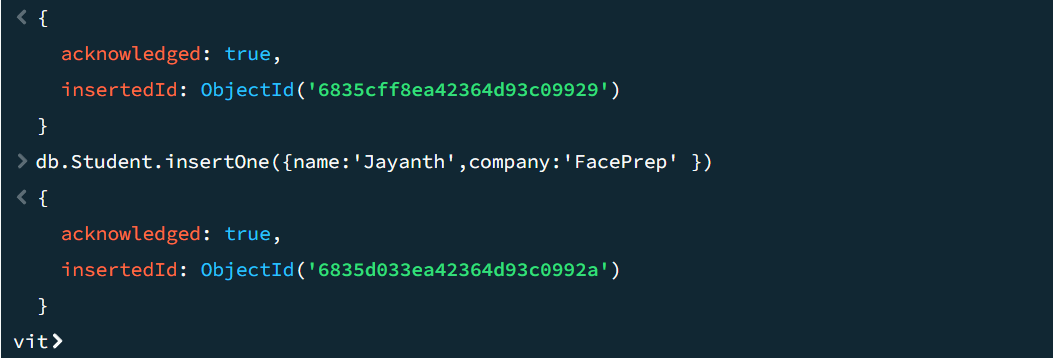 {
acknowledged: true,
insertedId: ObjectId('6835cff8ea42364d93c09929')
}
db.Student.insertOne({name:'Jayanth',company:'FacePrep' })
{
acknowledged: true,
insertedId: ObjectId('6835d033ea42364d93c0992a')
}
vit>